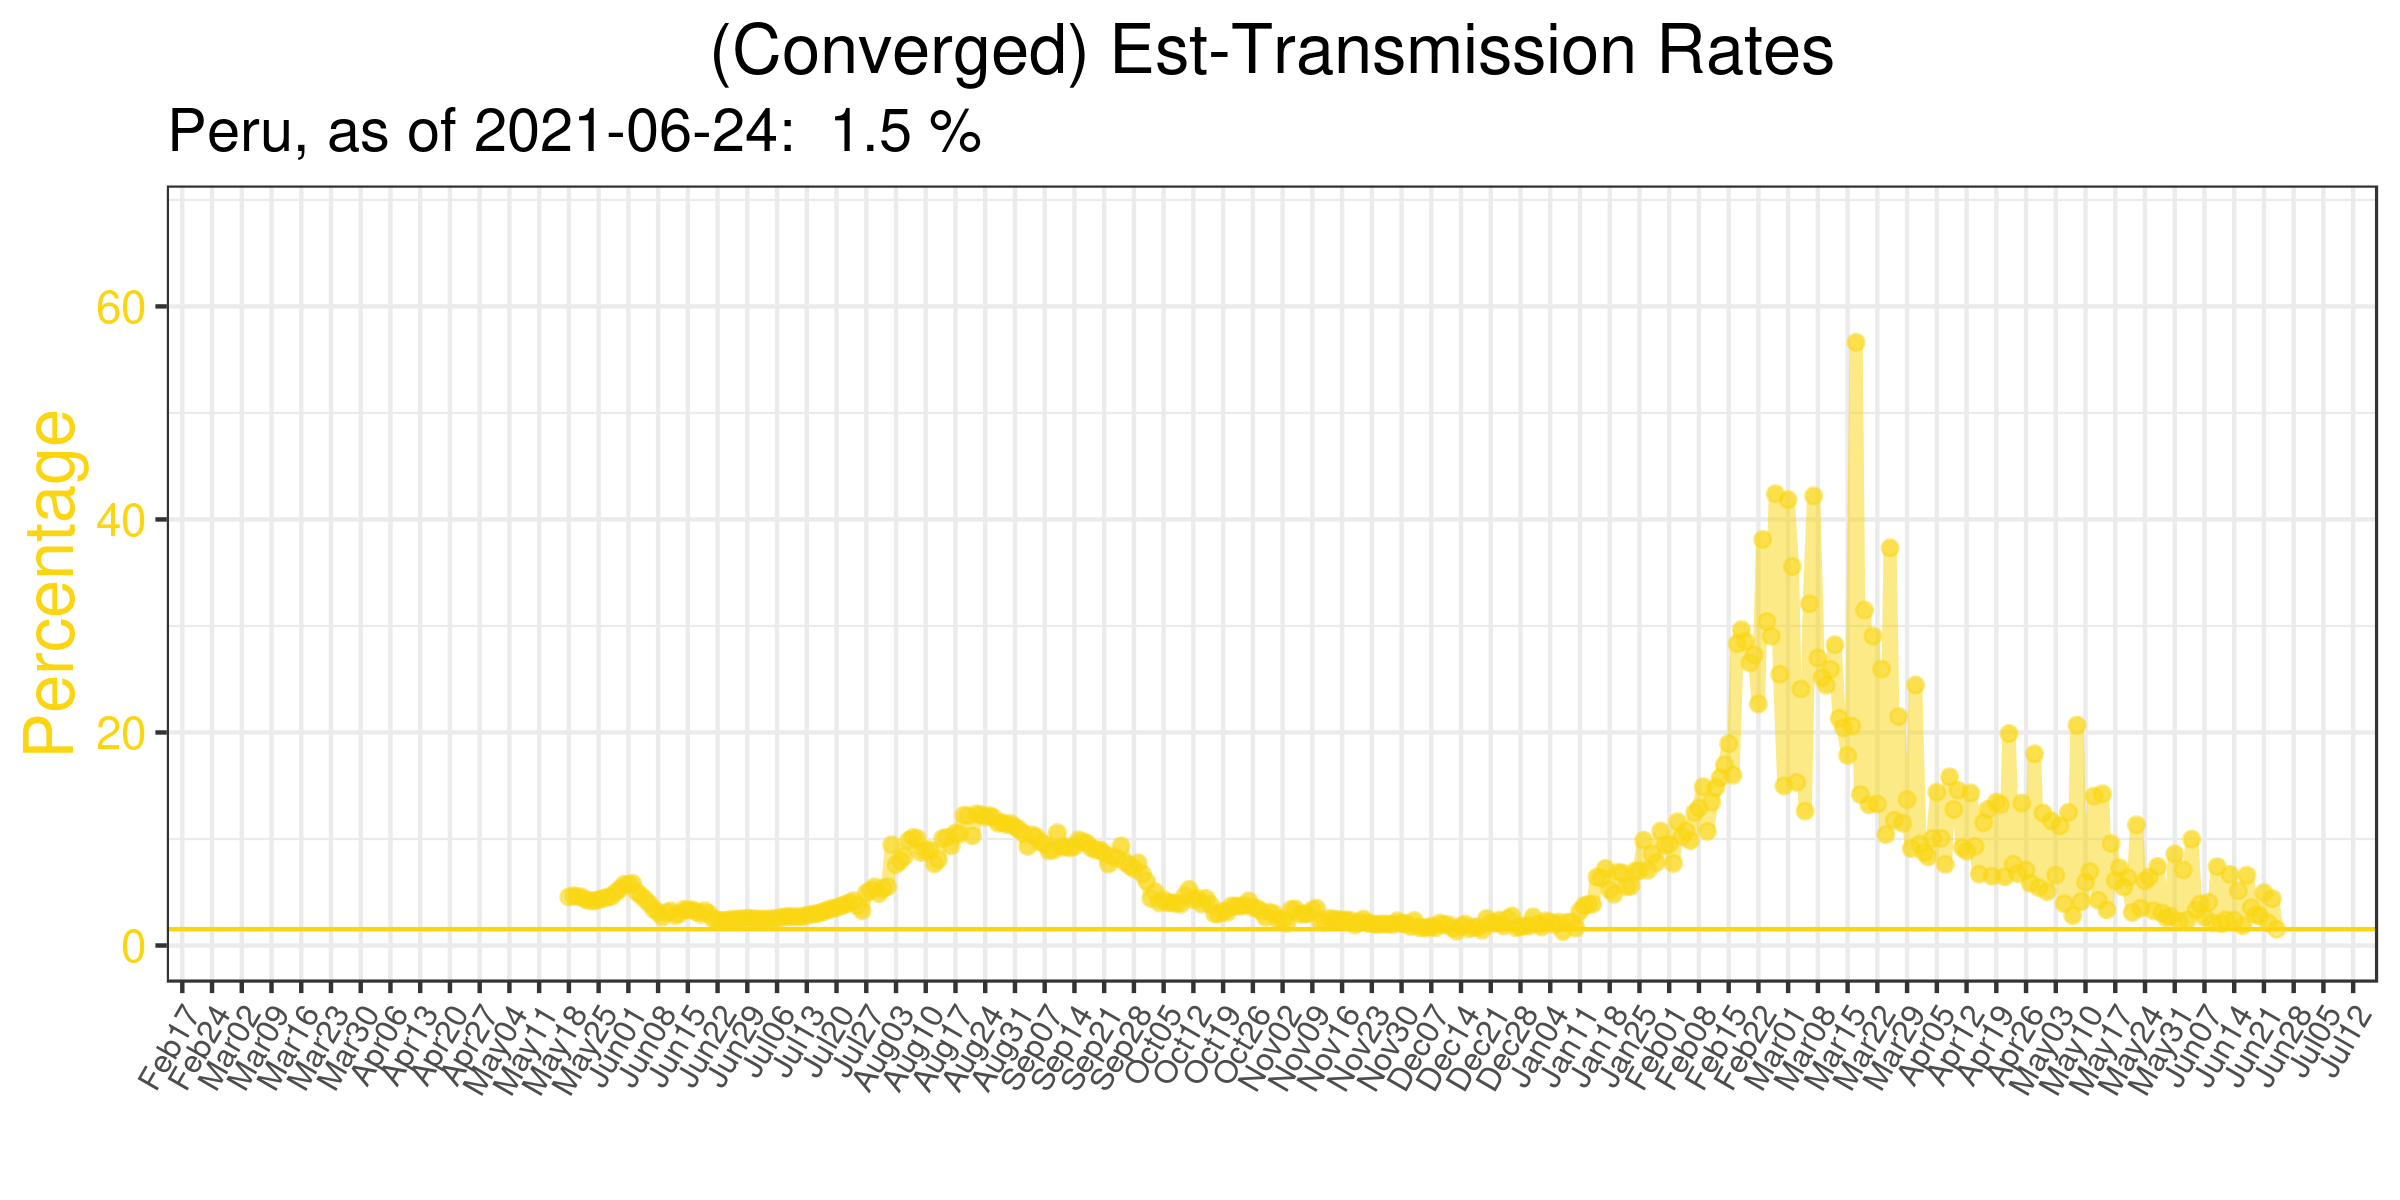 (Converged) Est-Transmission Rates
Peru, as of 2021-06-24:  1.5 %
Percentage
60
40
20
0
Feb17
Feb24
Mar02
Mar09
Mar16
Mar23
Mar30
Apr06
Apr13
Apr20
Apr27
May04
May11
May18
May25
Jun01
Jun08
Jun15
Jun22
Jun29
Jul06
Jul13
Jul20
Jul27
Aug03
Aug10
Aug17
Aug24
Aug31
Sep07
Sep14
Sep21
Sep28
Oct05
Oct12
Oct19
Oct26
Nov02
Nov09
Nov16
Nov23
Nov30
Dec07
Dec14
Dec21
Dec28
Jan04
Jan11
Jan18
Jan25
Feb01
Feb08
Feb15
Feb22
Mar01
Mar08
Mar15
Mar22
Mar29
Apr05
Apr12
Apr19
Apr26
May03
May10
May17
May24
May31
Jun07
Jun14
Jun21
Jun28
Jul05
Jul12